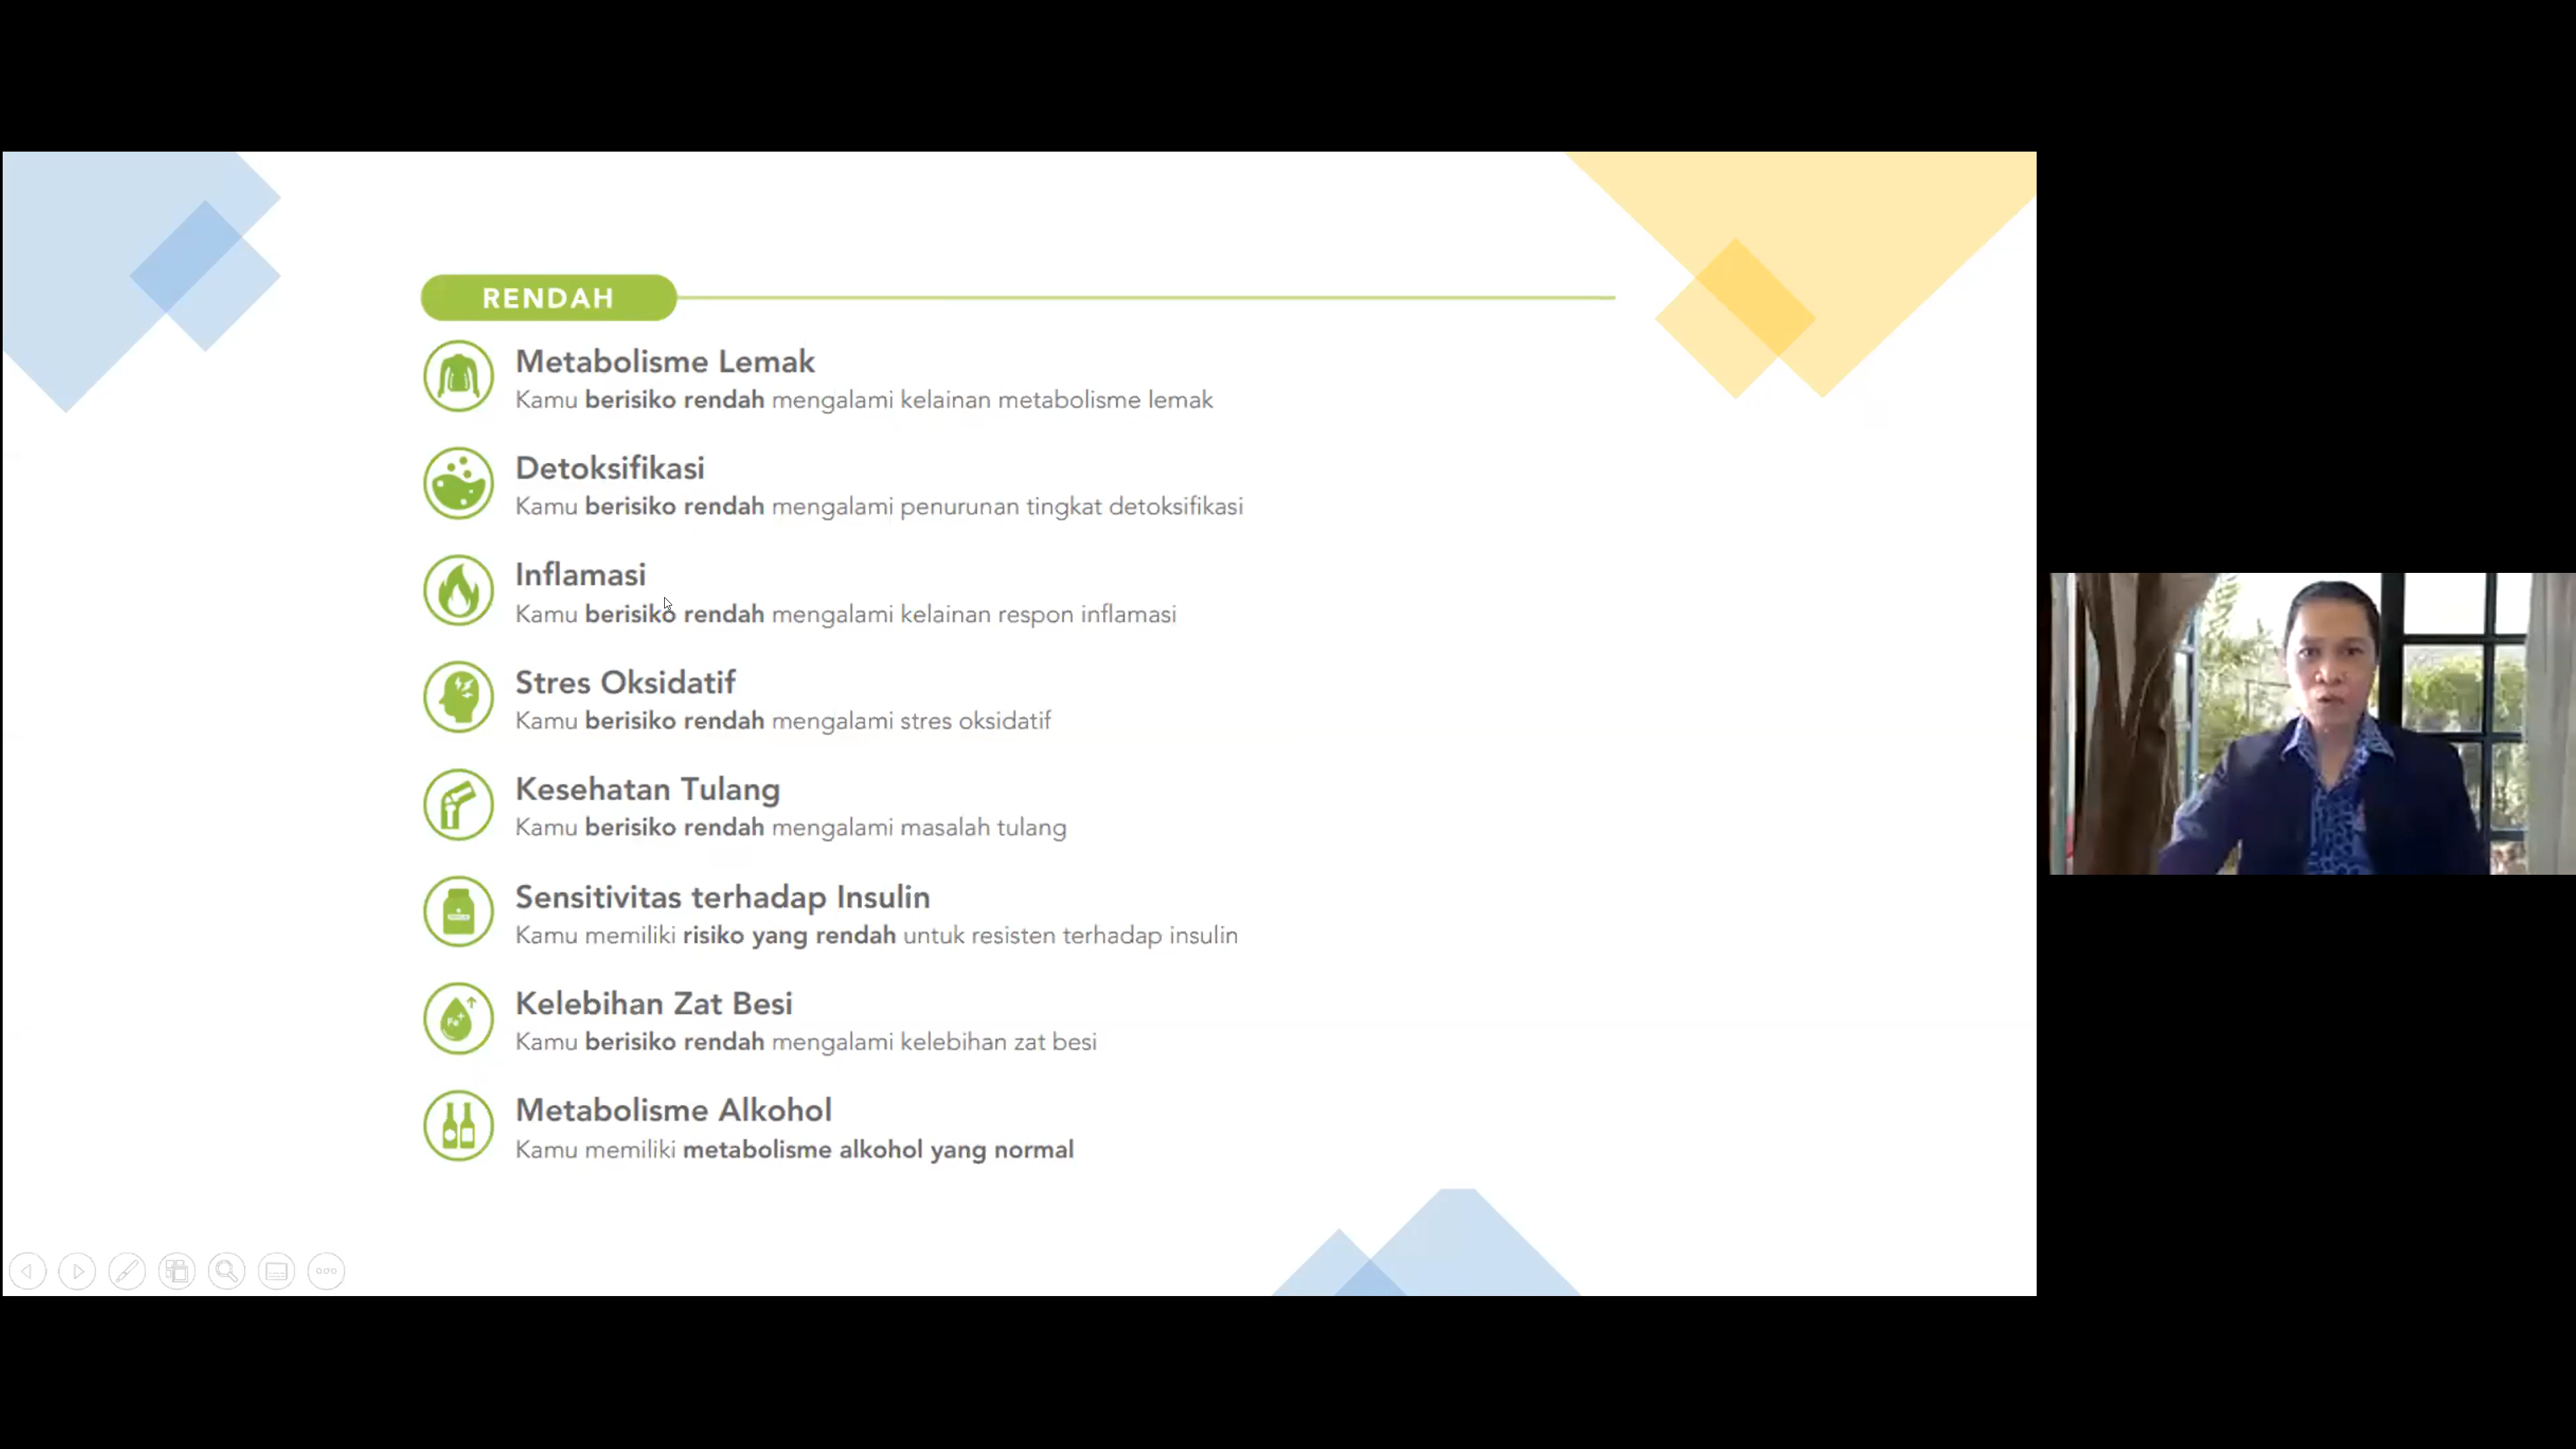 RENDAH
Metabolisme Lemak
Kamu berisiko rendah mengalami kelainan metabolisme lemak
Detoksifikasi
Kamu berisiko rendah mengalami penurunan tingkat detoksifikasi
Inflamasi
Kamu berisiko rendah mengalami kelainan respon inflamasi
Stres Oksidatif
Kamu berisiko rendah mengalami stres oksidatif
Kesehatan Tulang
Kamu berisiko rendah mengalami masalah tulang
Sensitivitas terhadap Insulin
Kamu memiliki risiko yang rendah untuk resisten terhadap insulin
Kelebihan Zat Besi
Kamu berisiko rendah mengalami kelebihan zat besi
Metabolisme Alkohol
Kamu memiliki metabolisme alkohol yang normal